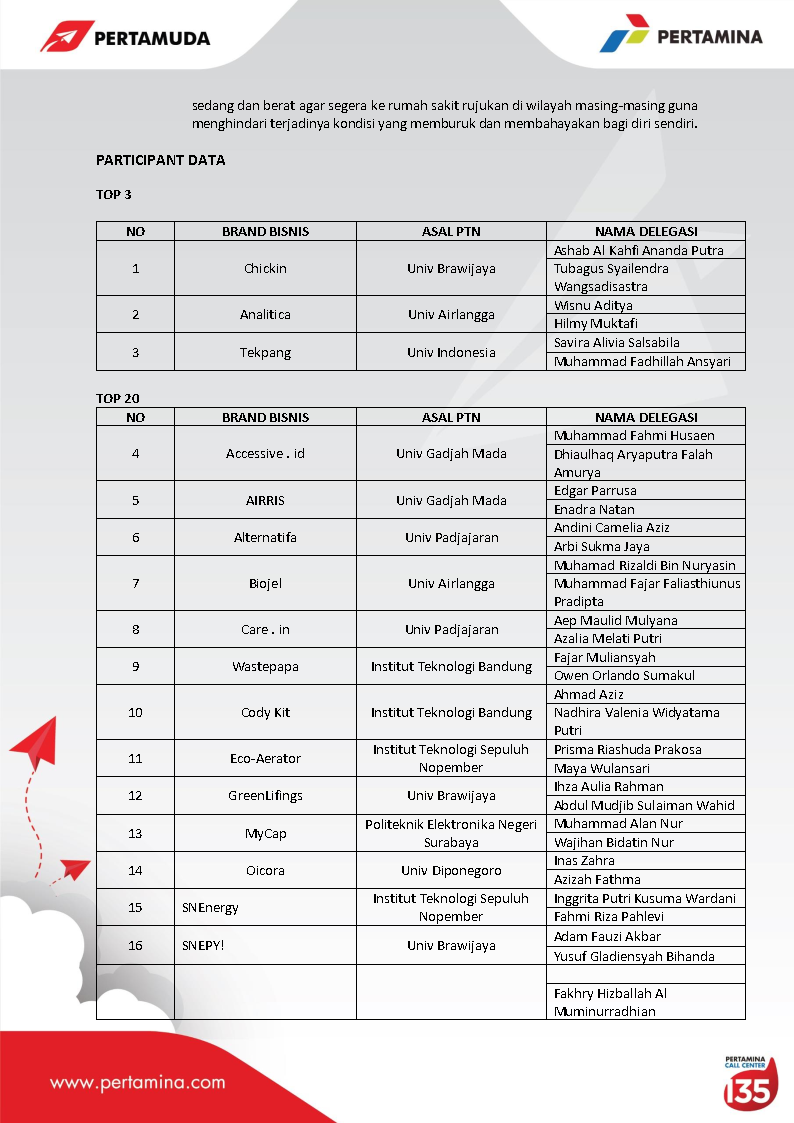 PERTAMUDA
PERTAMINA
sedang dan berat agar segera ke rumah sakit rujukan di wilayah masing-masing guna
menghindari terjadinya kondisi yang memburuk dan membahayakan bagi diri sendiri.
PARTICIPANT DATA
TOP 3
NO BRAND BISNIS ASAL PTN NAMA DELEGASI
1 Chickin Univ Brawijaya Ashab Al Kahfi Ananda Putra
Tubagus Syailendra
Wangsadisastra
2 Analitica Univ Airlangga Wisnu Aditya
Hilmy Muktafi
3 Tekpang Univ Indonesia Savira Alivia Salsabila
Muhammad Fadhillah Ansyari
TOP 20
NO BRAND BISNIS ASAL PTN NAMA DELEGASI
4 Accessive . id Univ Gadjah Mada Muhammad Fahmi Husaen
Dhiaulhaq Aryaputra Falah
Amurya
5 AIRRIS Univ Gadjah Mada Edgar Parrusa
Enadra Natan
6 Alternatifa Univ Padjajaran Andini Camelia Aziz
Arbi Sukma Jaya
7 Biojel Univ Airlangga Muhamad Rizaldi Bin Nuryasin
Muhammad Fajar Faliasthiunus
Pradipta
8 Care . in Univ Padjajaran Aep Maulid Mulyana
Azalia Melati Putri
9 Wastepapa Institut Teknologi Bandung Fajar Muliansyah
Owen Orlando Sumakul
10 Cody Kit Institut Teknologi Bandung Ahmad Aziz
Nadhira Valenia Widyatama
Putri
11 Eco-Aerator Institut Teknologi Sepuluh Nopember Prisma Riashuda Prakosa
Maya Wulansari
12 GreenLifings Univ Brawijaya Ihza Aulia Rahman
Abdul Mudjib Sulaiman Wahid
13 MyCap Politeknik Elektronika Negeri Surabaya Muhammad Alan Nur
Wajihan Bidatin Nur
14 Oicora Univ Diponegoro Inas Zahra
Azizah Fathma
15 SNEnergy Institut Teknologi Sepuluh Nopember Inggrita Putri Kusuma Wardani
Fahmi Riza Pahlevi
16 SNEPY! Univ Brawijaya Adam Fauzi Akbar
Yusuf Gladiensyah Bihanda
Fakhry Hizballah Al
Muminurradhian
www.pertamina.com
PERTAMINA
CALL CENTER
135